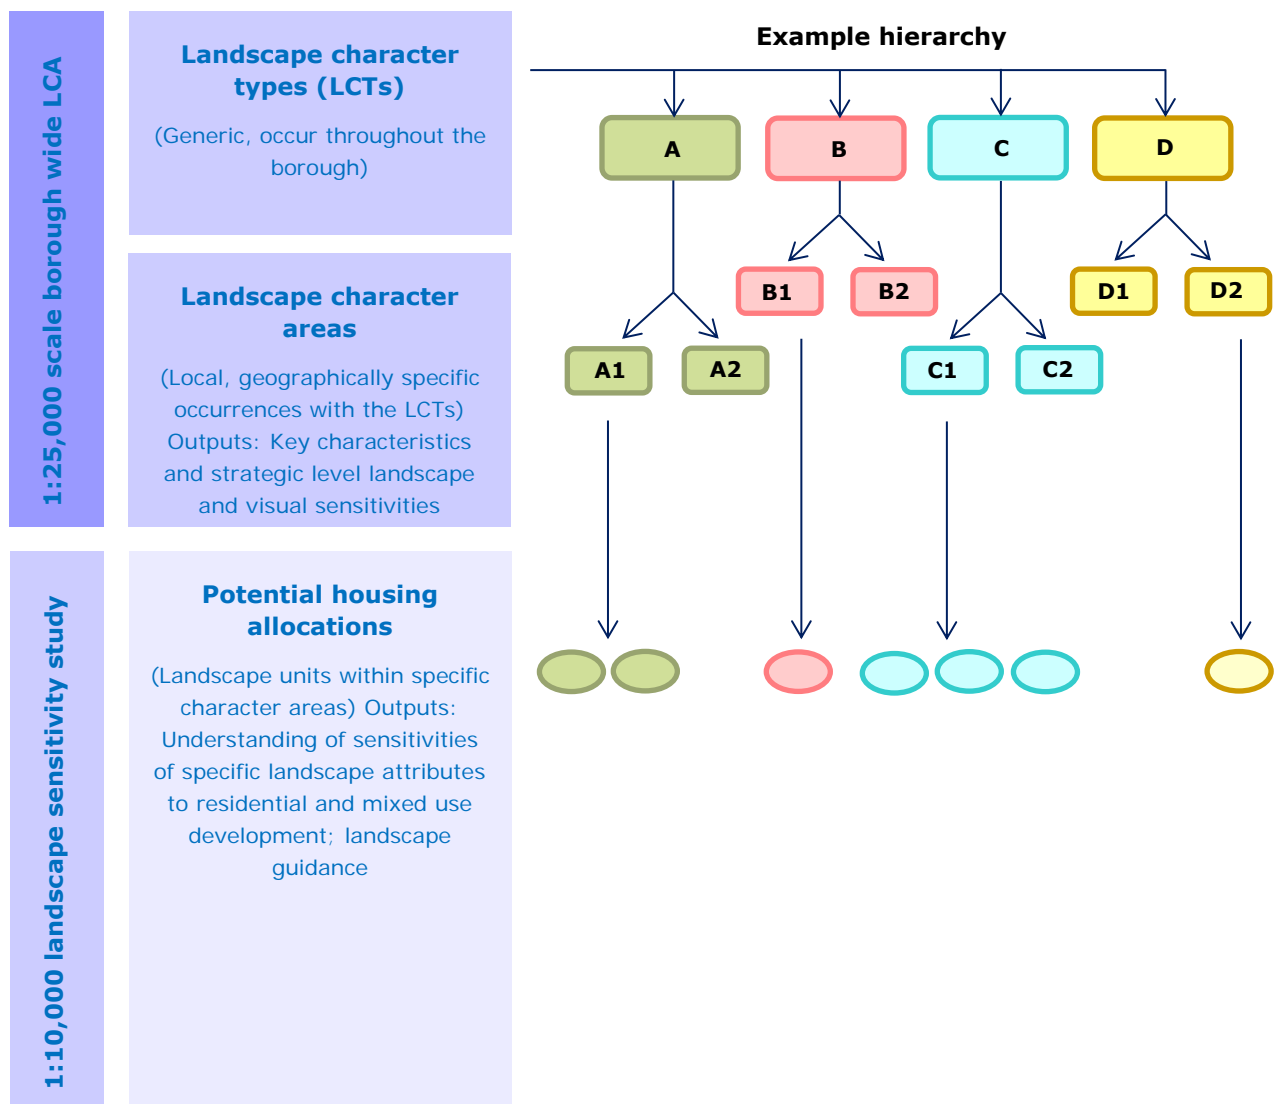 1:25,000 scale borough wide LCA
Landscape character
types (LCTs)
(Generic, occur throughout the
borough)
Landscape character
areas
(Local, geographically specific
occurrences with the LCTs)
Outputs: Key characteristics
and strategic level landscape
and visual sensitivities
1:10,000 landscape sensitivity study
Potential housing
allocations
(Landscape units within specific
character areas) Outputs:
Understanding of sensitivities
of specific landscape attributes
to residential and mixed use
development; landscape
guidance
Example hierarchy
A
B
C
D
B1
B2
D1
D2
A1
A2
C1
C2